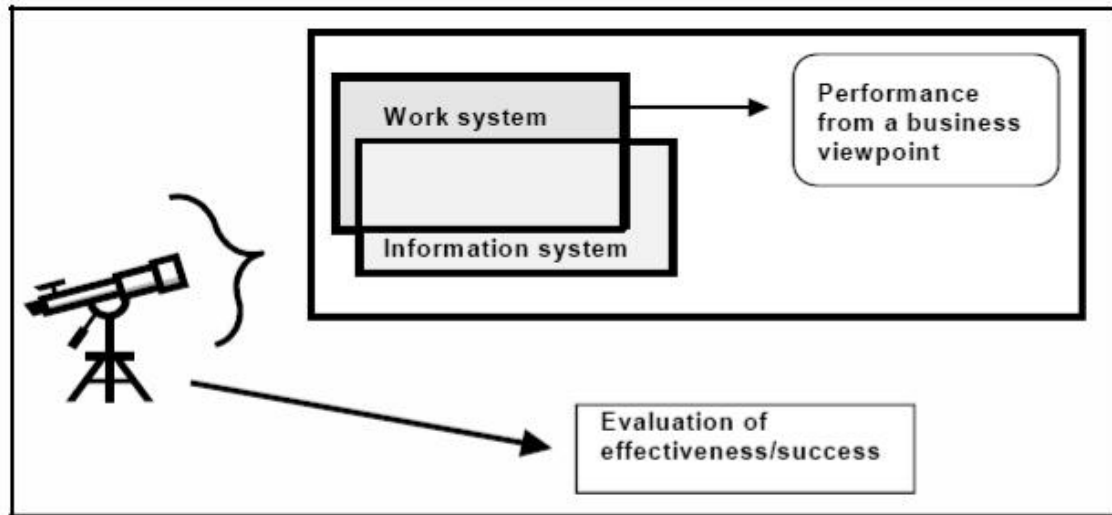 Work system
Information system
Performance
from a business
viewpoint
Evaluation of
effectiveness/success